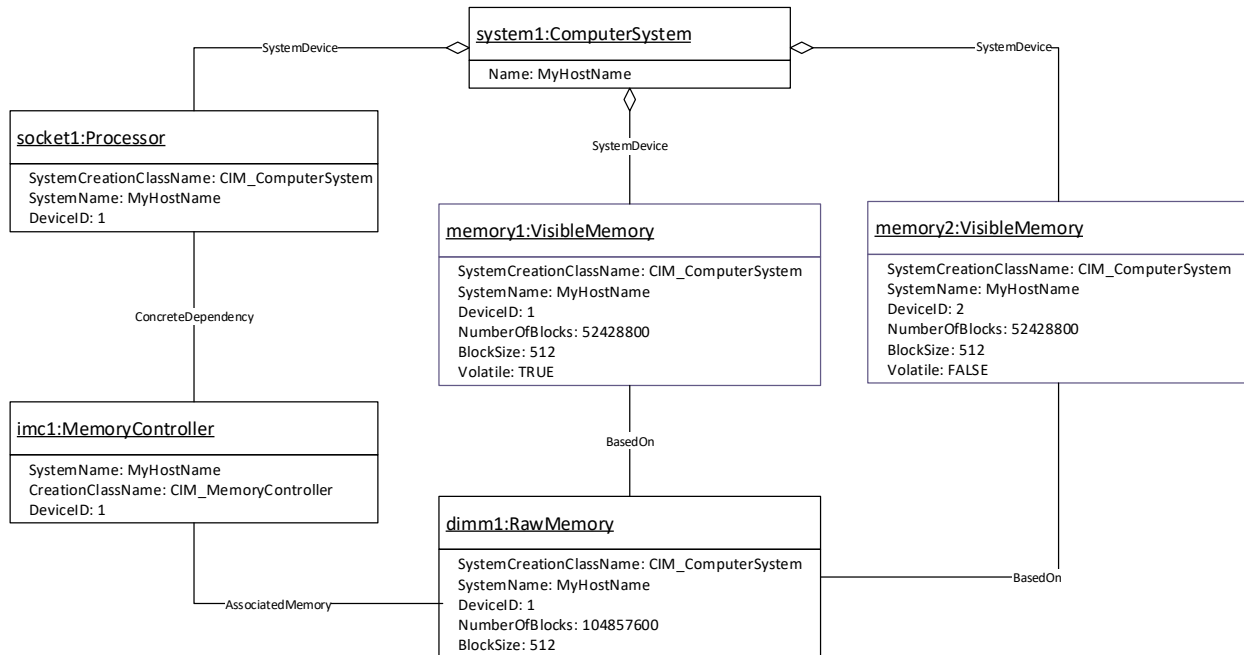 system1:ComputerSystem
Name: MyHostName
SystemDevice
SystemDevice
SystemDevice
socket1:Processor
SystemCreationClassName: CIM_ComputerSystem
SystemName: MyHostName
DeviceID: 1
memory1:VisibleMemory
SystemCreationClassName: CIM_ComputerSystem
SystemName: MyHostName
DeviceID: 1
NumberOfBlocks: 52428800
BlockSize: 512
Volatile: TRUE
memory2:VisibleMemory
SystemCreationClassName: CIM_ComputerSystem
SystemName: MyHostName
DeviceID: 2
NumberOfBlocks: 52428800
BlockSize: 512
Volatile: FALSE
ConcreteDependency
imc1:MemoryController
SystemName: MyHostName
CreationClassName: CIM_MemoryController
DeviceID: 1
BasedOn
dimm1:RawMemory
SystemCreationClassName: CIM_ComputerSystem
SystemName: MyHostName
DeviceID: 1
NumberOfBlocks: 104857600
BlockSize: 512
BasedOn
AssociatedMemory